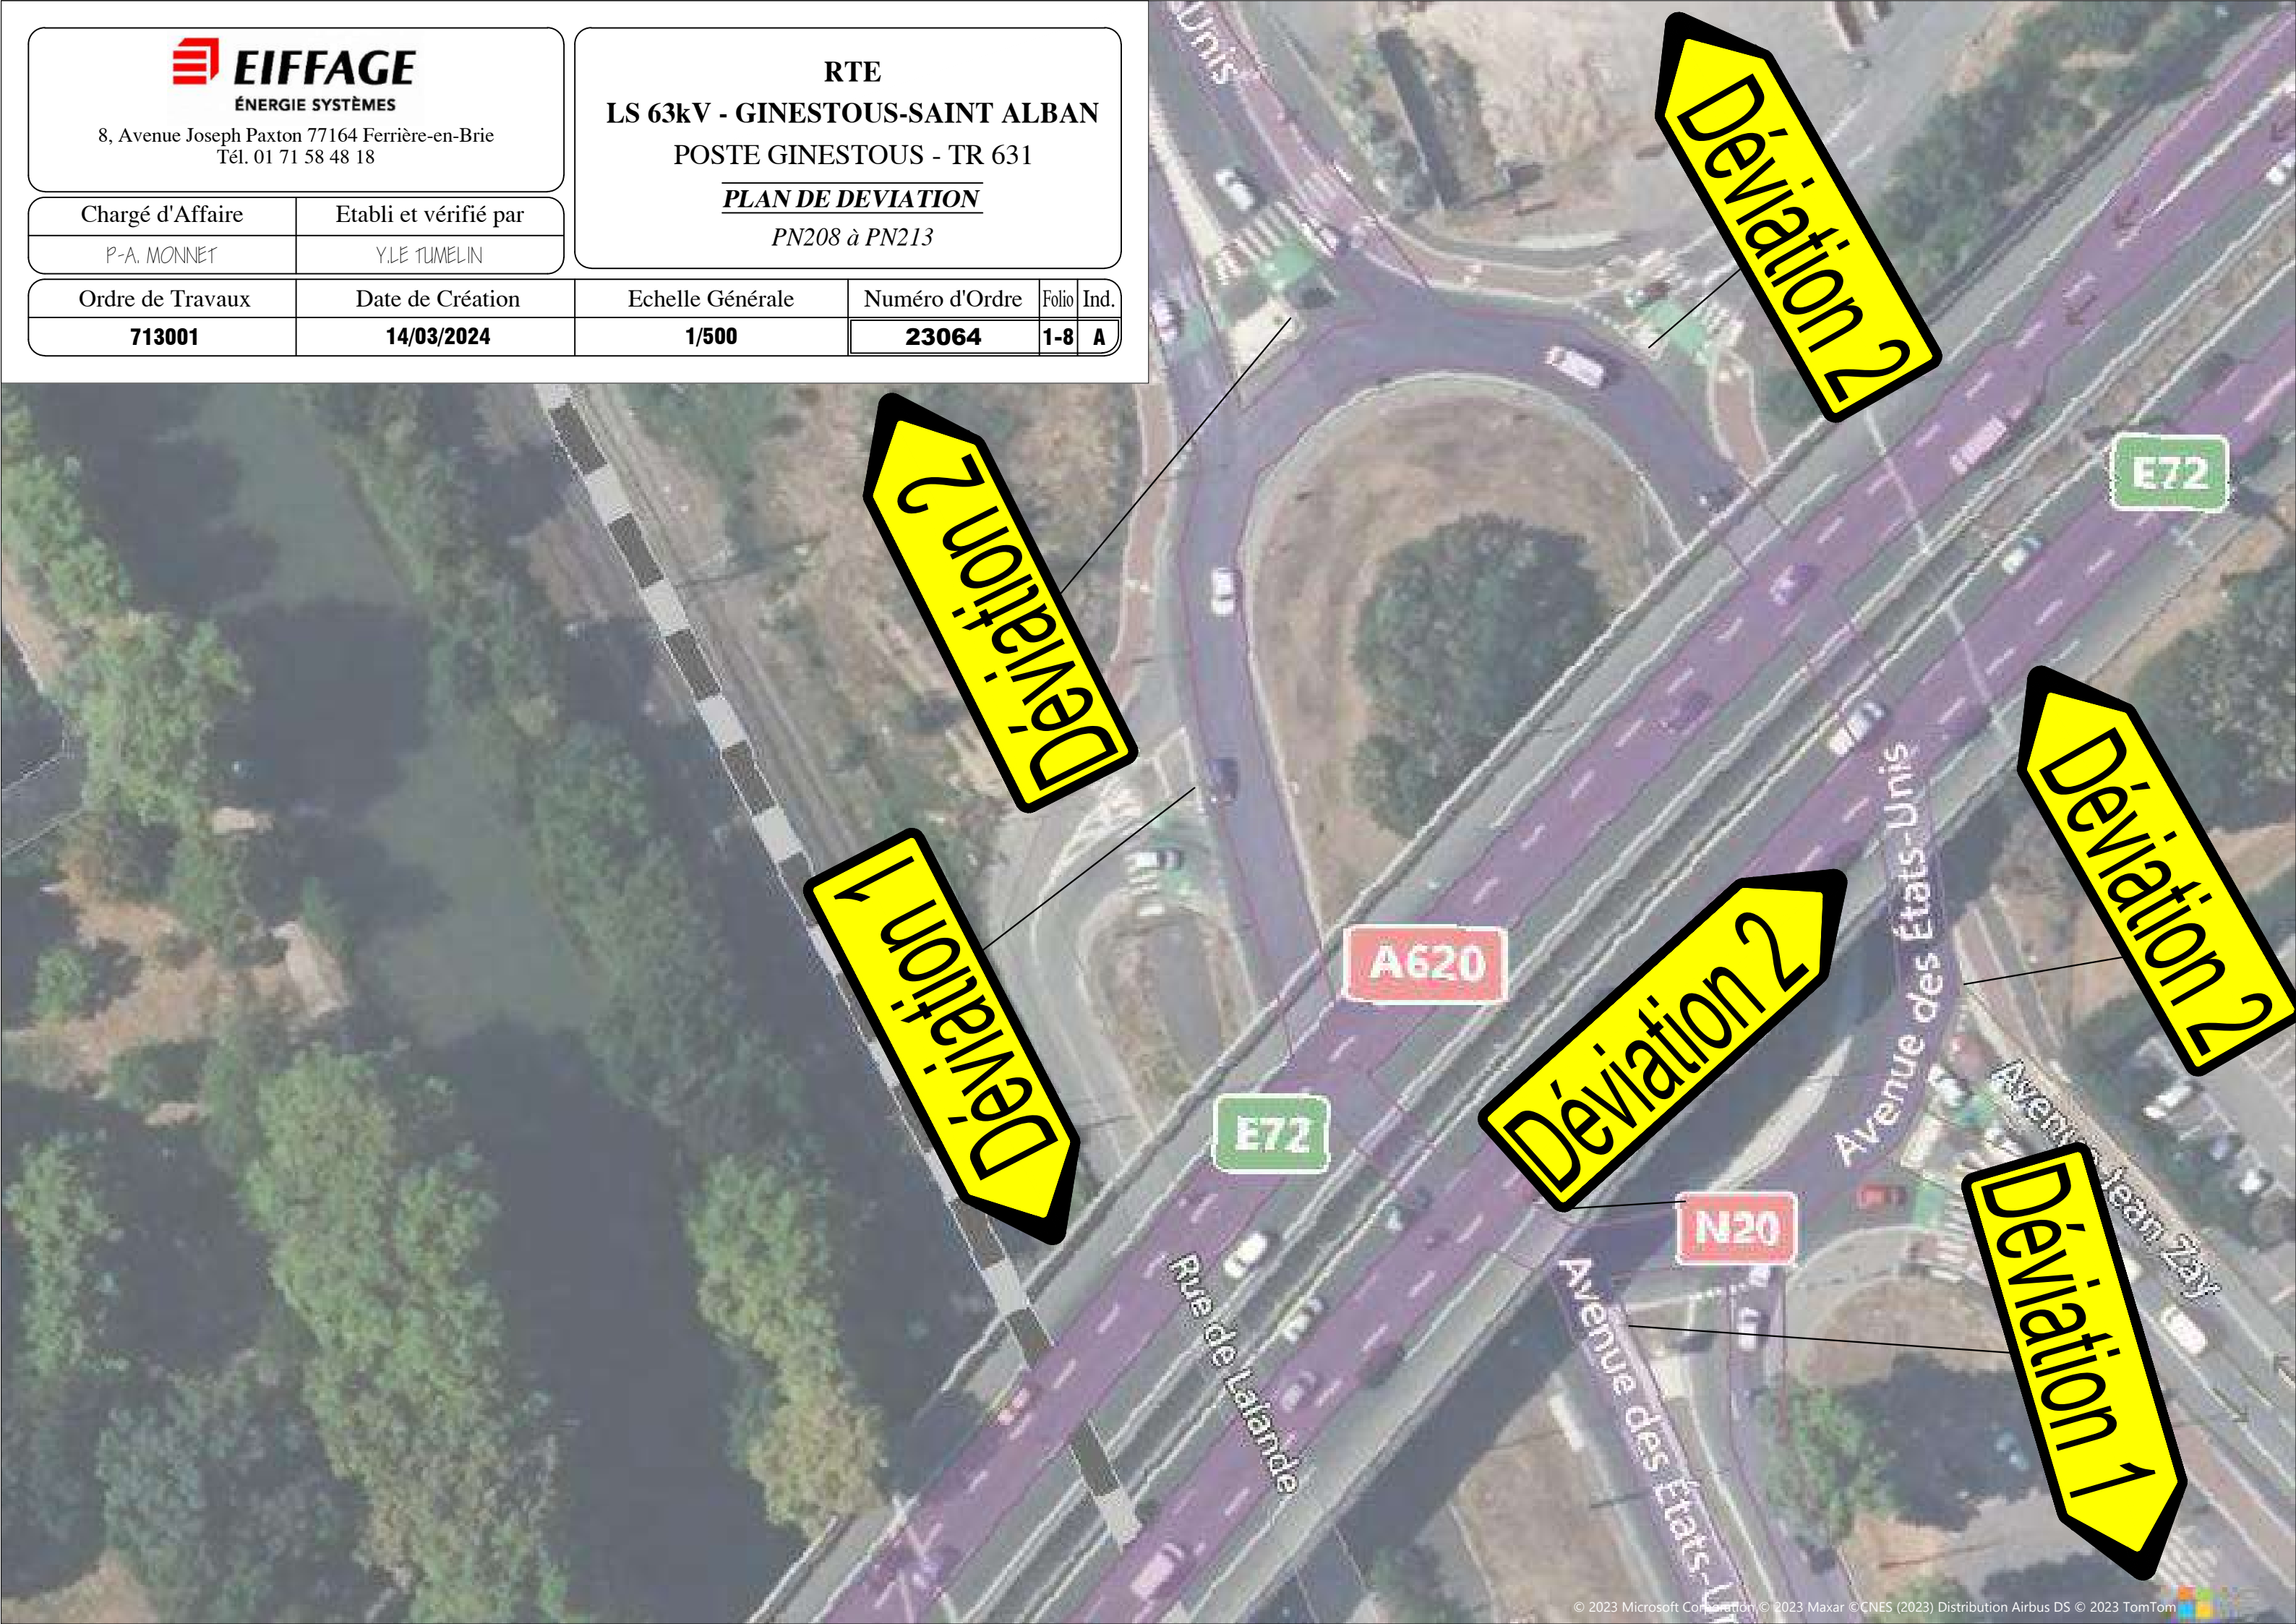 EIFFAGE
ÉNERGIE SYSTÈMES
8, Avenue Joseph Paxton 77164 Ferrière-en-Brie
Tél. 01 71 58 48 18
Chargé d'Affaire
Etabli et vérifié par
P-A. MONNET
Y.LE TUMELIN
RTE
LS 63kV - GINESTOUS-SAINT ALBAN
POSTE GINESTOUS - TR 631
PLAN DE DEVIATION
PN208 à PN213
Ordre de Travaux
Date de Création
Echelle Générale
Numéro d'Ordre
Folio
Ind.
713001
14/03/2024
1/500
23064
1-8
A
Unis
Déviation 2
E72
Déviation 2
Déviation 2
Avenue des États-Unis
Déviation 1
A620
Déviation 2
E72
N20
Avenue Jean Zay
Déviation 1
Rue de Lalande
Avenue des États-U
© 2023 Microsoft Corporation © 2023 Maxar ©CNES (2023) Distribution Airbus DS © 2023 TomTom